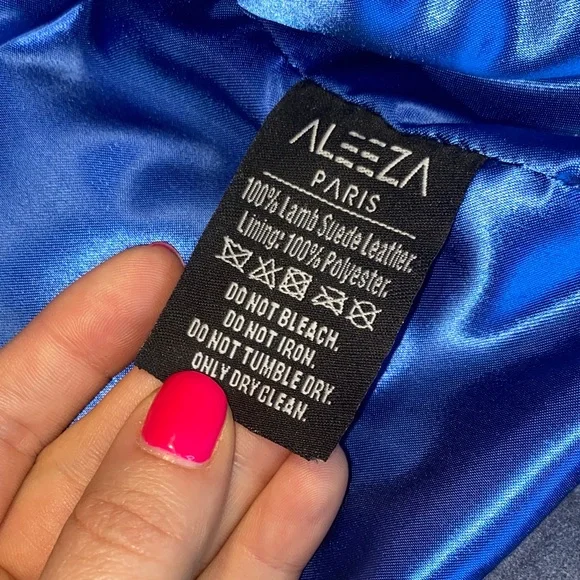 ALEEZA
PARIS
100% Lamb Suede Leather.
Lining: 100% Polyester.
DO NOT BLEACH.
DO NOT IRON.
DO NOT TUMBLE DRY.
ONLY DRY CLEAN.